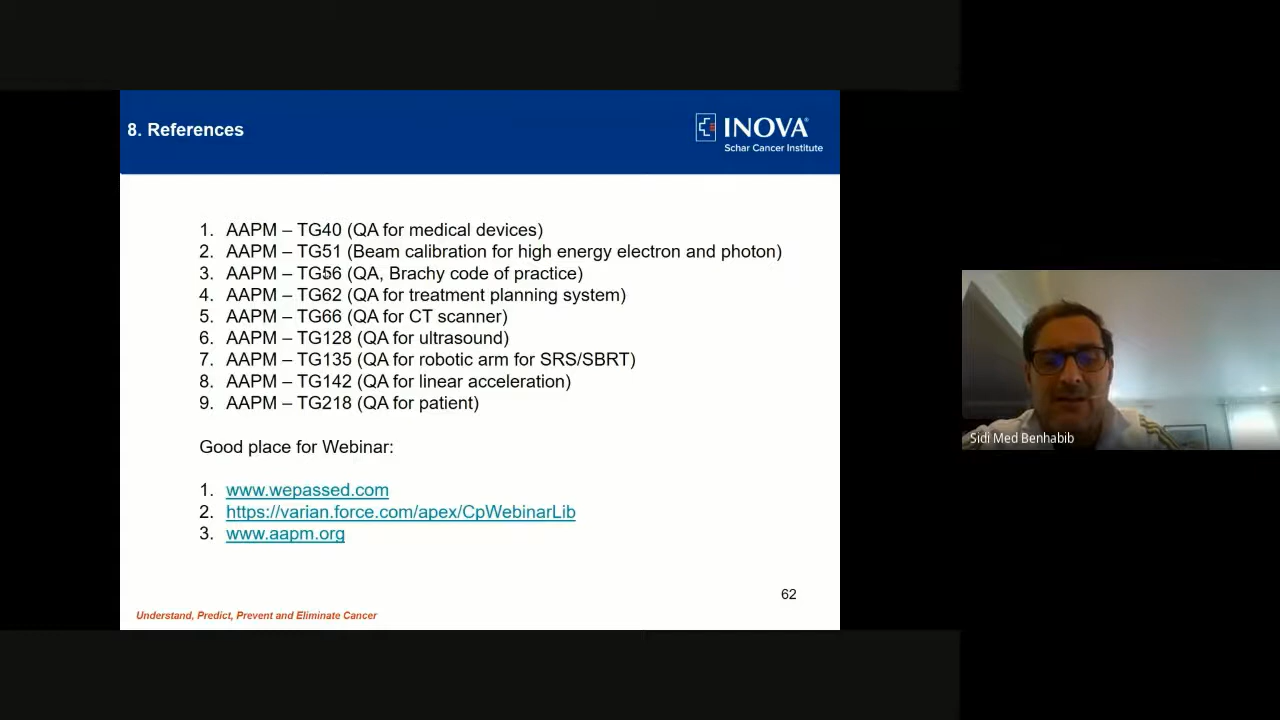 8. References
INOVA®
Schar Cancer Institute
1. AAPM – TG40 (QA for medical devices)
2. AAPM – TG51 (Beam calibration for high energy electron and photon)
3. AAPM – TG56 (QA, Brachy code of practice)
4. AAPM – TG62 (QA for treatment planning system)
5. AAPM – TG66 (QA for CT scanner)
6. AAPM – TG128 (QA for ultrasound)
7. AAPM – TG135 (QA for robotic arm for SRS/SBRT)
8. AAPM – TG142 (QA for linear acceleration)
9. AAPM – TG218 (QA for patient)
Good place for Webinar:
1. www.wepassed.com
2. https://varian.force.com/apex/CpWebinarLib
3. www.aapm.org
62
Understand, Predict, Prevent and Eliminate Cancer
Sidi Med Benhabib